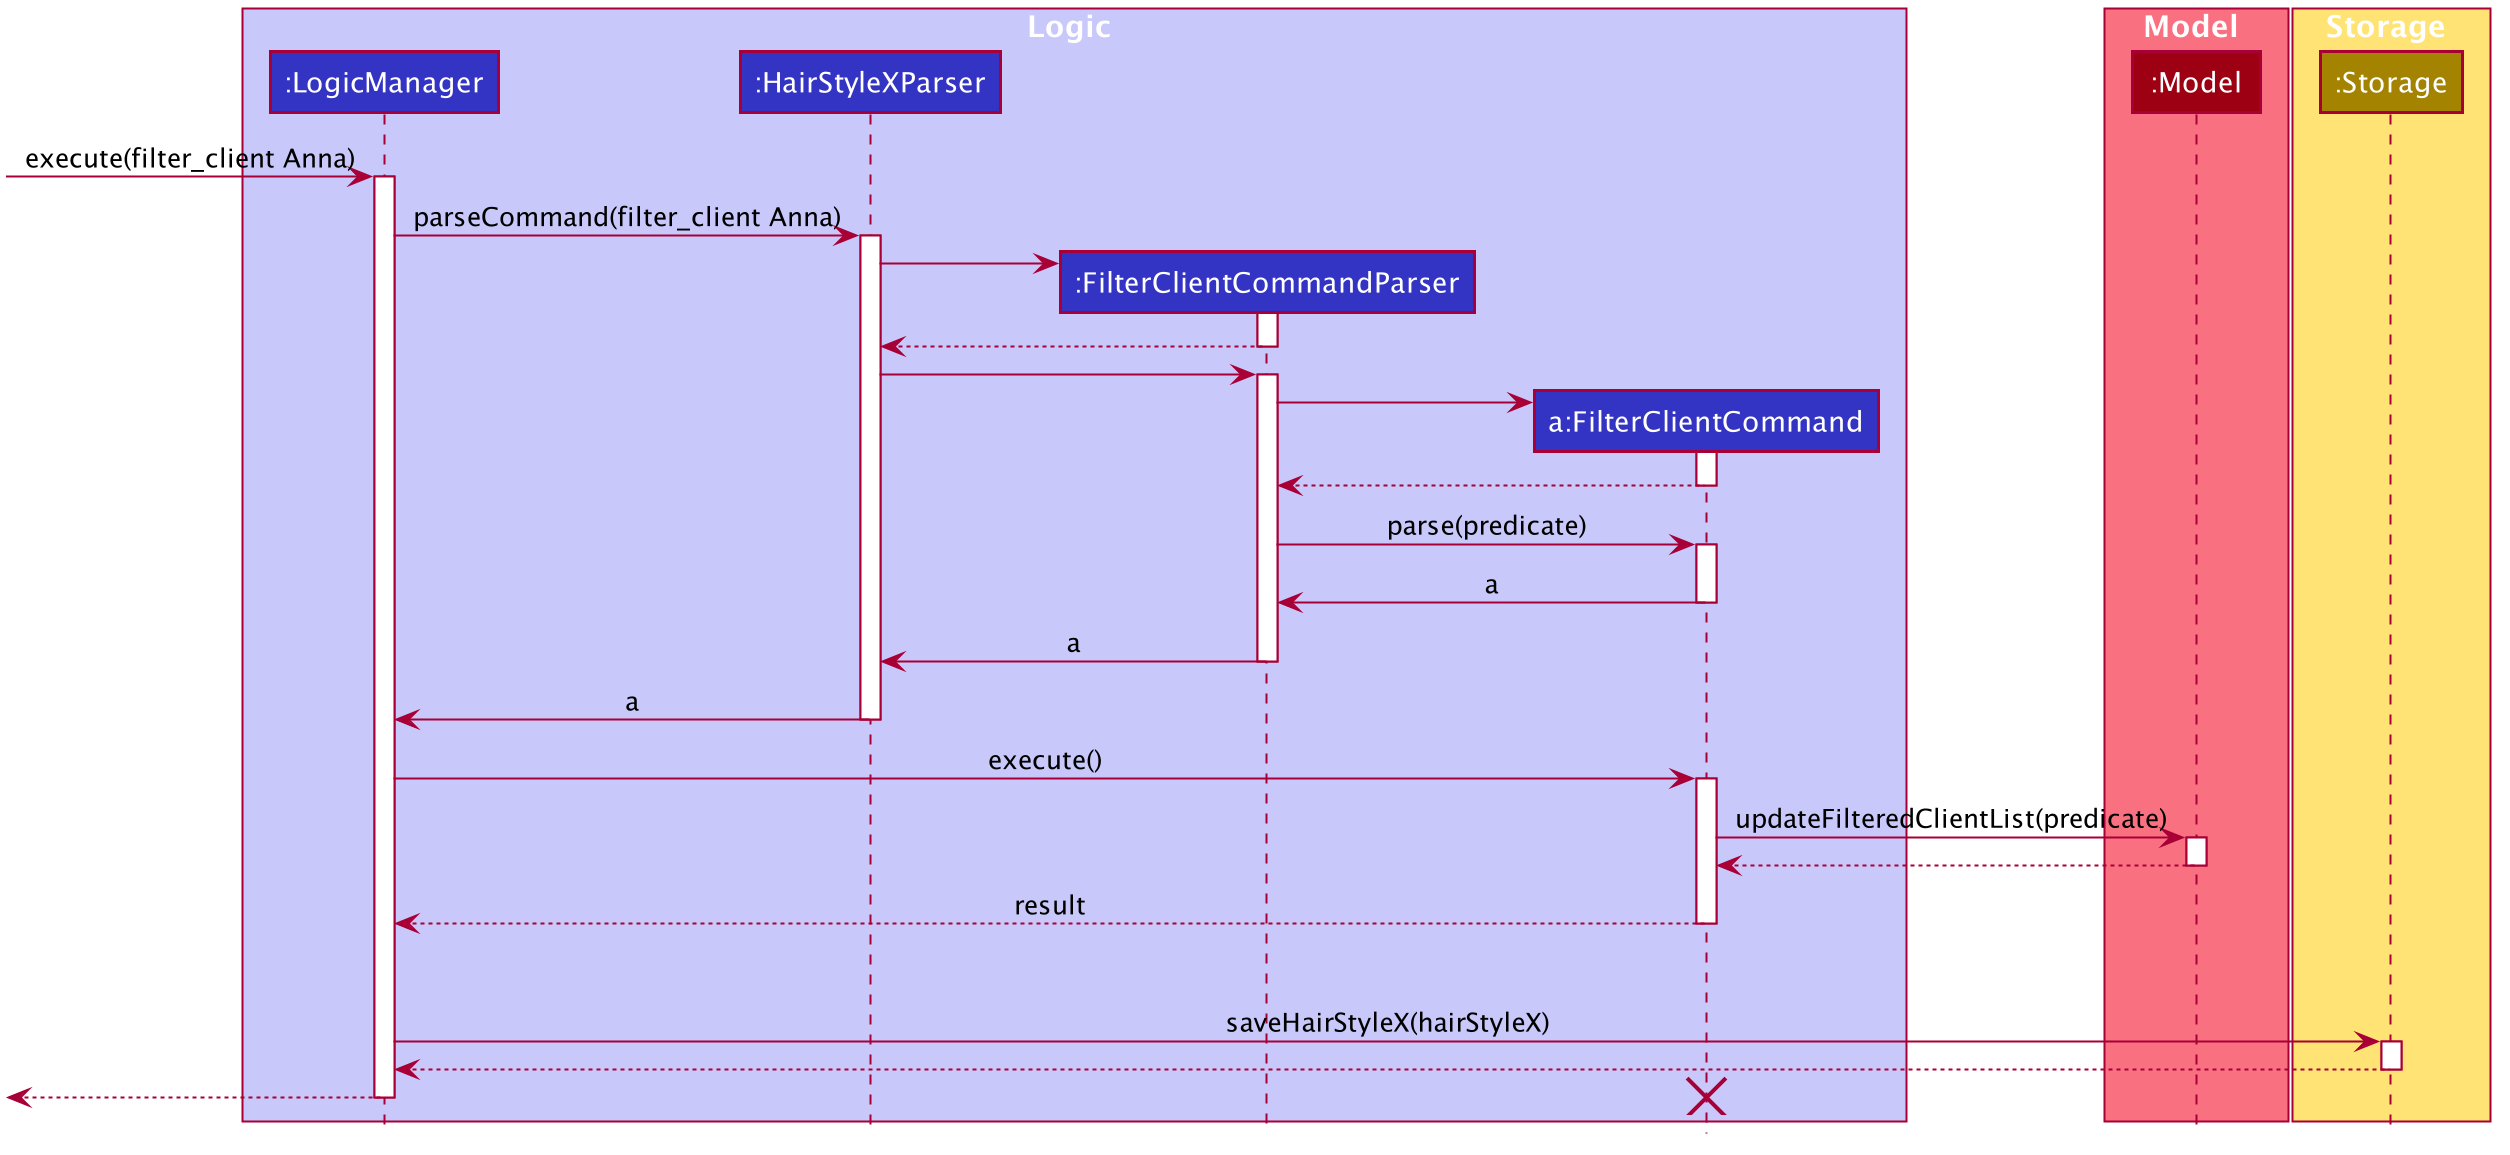 Logic
Model
Storage
:LogicManager
:HairStyleXParser
:Model
:Storage
execute(filter_client Anna)
parseCommand(filter_client Anna)
:FilterClientCommandParser
a:FilterClientCommand
parse(predicate)
a
a
a
execute()
updateFilteredClientList(predicate)
result
saveHairStyleX(hairStyleX)